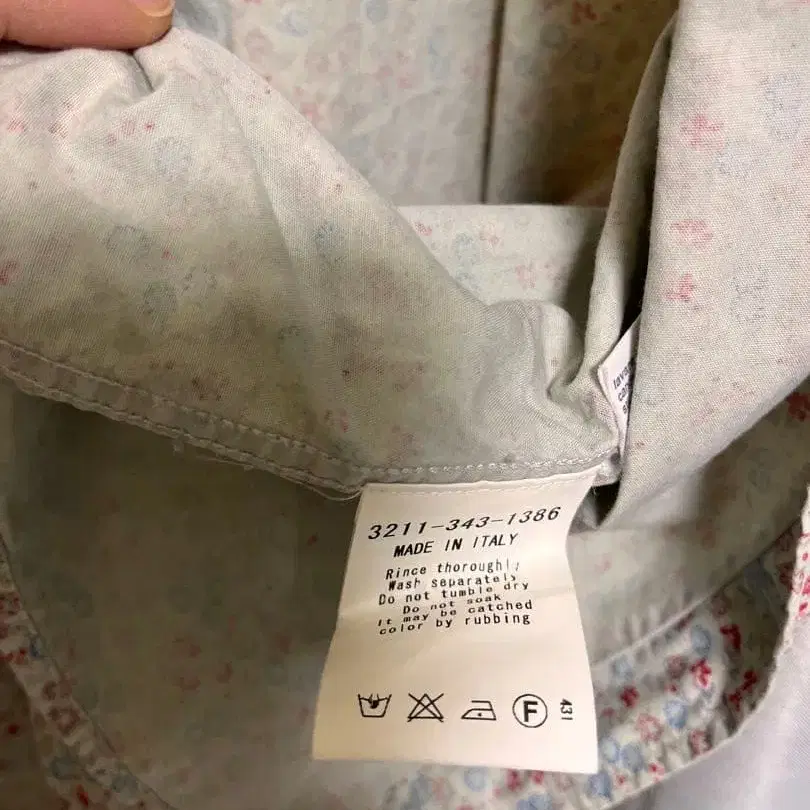 3211-343-1386
MADE IN ITALY
Rince thoroughly
Wash separately
Do not tumble dry
Do not soak
It may be catched
color by rubbing
F
431